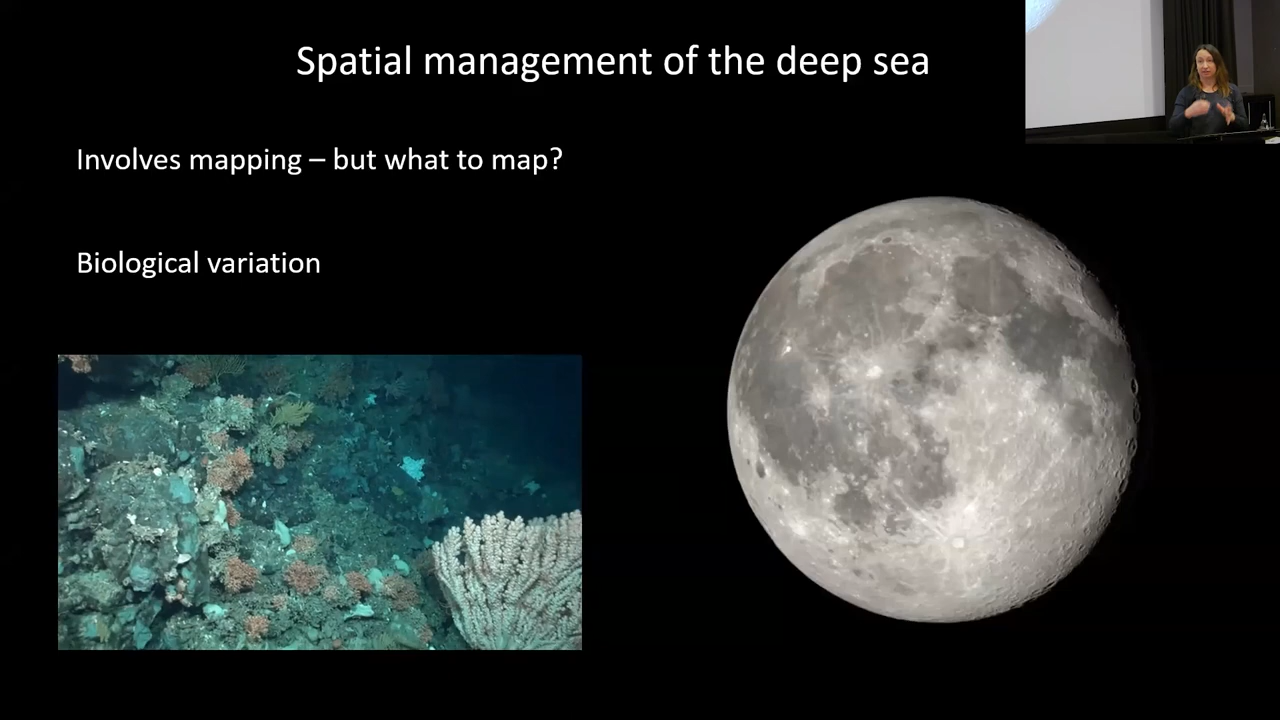 Spatial management of the deep sea
Involves mapping – but what to map?
Biological variation